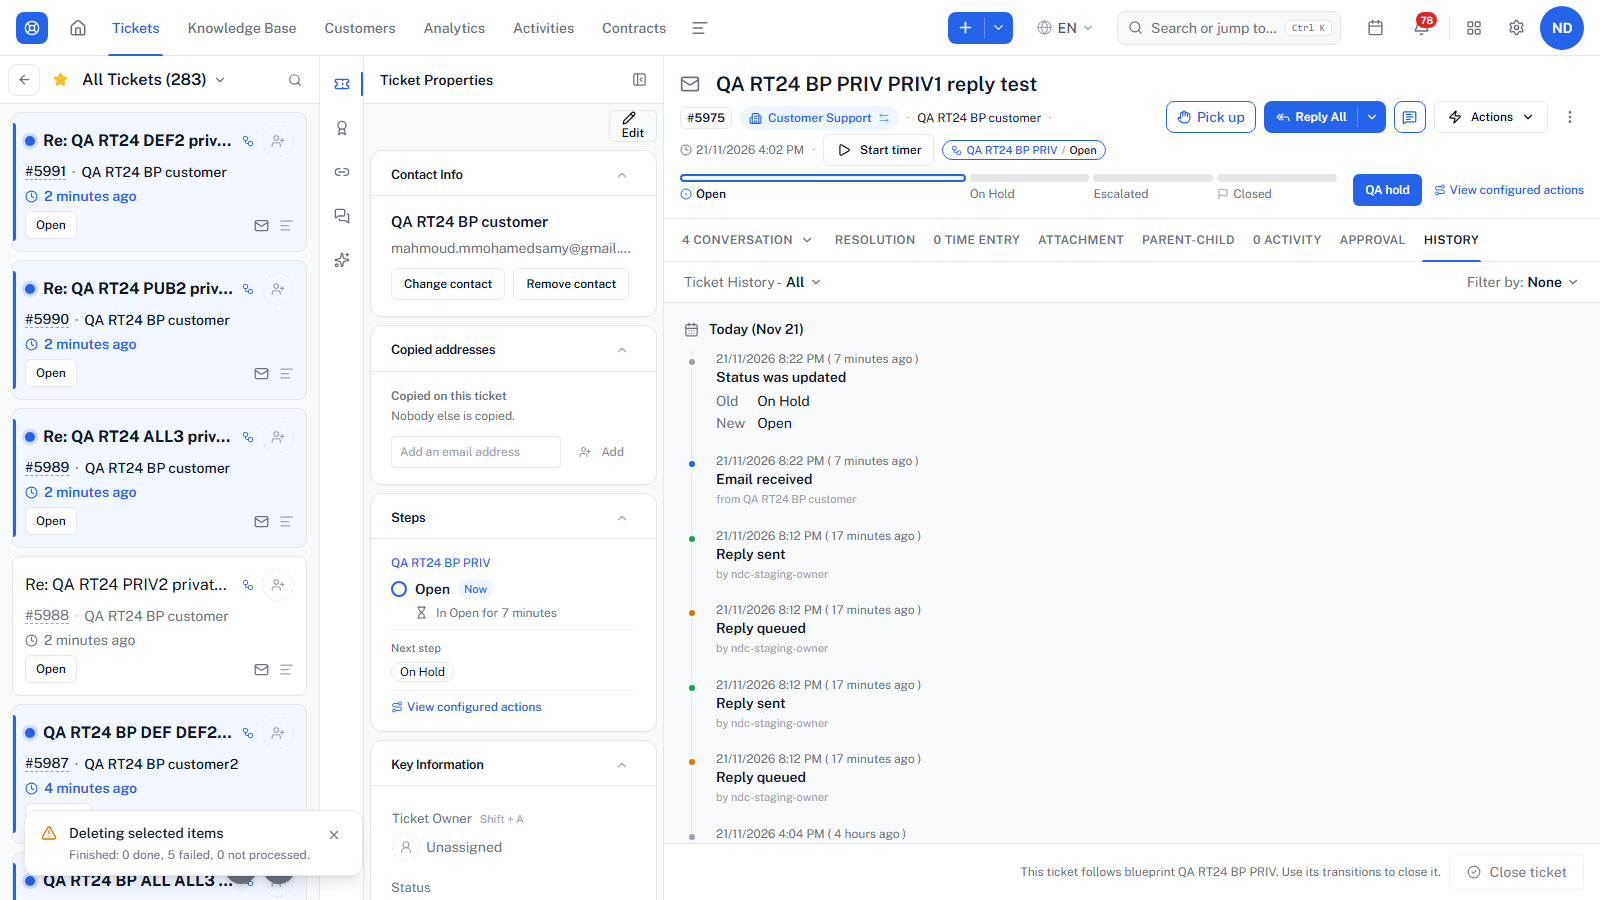 Tickets
Knowledge Base
Customers
Analytics
Activities
Contracts
EN
Search or jump to...
Ctrl K
78
ND
All Tickets (283)
Re: QA RT24 DEF2 priv...
#5991 · QA RT24 BP customer
2 minutes ago
Open
Re: QA RT24 PUB2 priv...
#5990 · QA RT24 BP customer
2 minutes ago
Open
Re: QA RT24 ALL3 priv...
#5989 · QA RT24 BP customer
2 minutes ago
Open
Re: QA RT24 PRIV2 privat...
#5988 · QA RT24 BP customer
2 minutes ago
Open
QA RT24 BP DEF DEF2...
#5987 · QA RT24 BP customer2
4 minutes ago
Deleting selected items
Finished: 0 done, 5 failed, 0 not processed.
QA RT24 BP ALL ALL3 ...
Ticket Properties
Edit
Contact Info
QA RT24 BP customer
mahmoud.mmohamedsamy@gmail....
Change contact
Remove contact
Copied addresses
Copied on this ticket
Nobody else is copied.
Add an email address
Add
Steps
QA RT24 BP PRIV
Open Now
In Open for 7 minutes
Next step
On Hold
View configured actions
Key Information
Ticket Owner Shift + A
Unassigned
Status
QA RT24 BP PRIV PRIV1 reply test
#5975 Customer Support · QA RT24 BP customer ·
Pick up
Reply All
Actions
21/11/2026 4:02 PM · Start timer QA RT24 BP PRIV / Open
Open
On Hold
Escalated
Closed
QA hold
View configured actions
4 CONVERSATION
RESOLUTION
0 TIME ENTRY
ATTACHMENT
PARENT-CHILD
0 ACTIVITY
APPROVAL
HISTORY
Ticket History - All
Filter by: None
Today (Nov 21)
21/11/2026 8:22 PM ( 7 minutes ago )
Status was updated
Old On Hold
New Open
21/11/2026 8:22 PM ( 7 minutes ago )
Email received
from QA RT24 BP customer
21/11/2026 8:12 PM ( 17 minutes ago )
Reply sent
by ndc-staging-owner
21/11/2026 8:12 PM ( 17 minutes ago )
Reply queued
by ndc-staging-owner
21/11/2026 8:12 PM ( 17 minutes ago )
Reply sent
by ndc-staging-owner
21/11/2026 8:12 PM ( 17 minutes ago )
Reply queued
by ndc-staging-owner
21/11/2026 4:04 PM ( 4 hours ago )
This ticket follows blueprint QA RT24 BP PRIV. Use its transitions to close it.
Close ticket